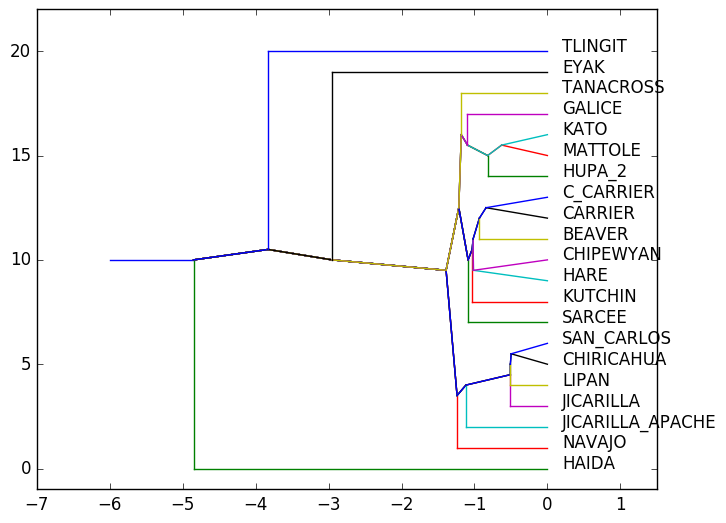 20
15
10
5
0
TLINGIT
EYAK
TANACROSS
GALICE
KATO
MATTOLE
HUPA_2
C_CARRIER
CARRIER
BEAVER
CHIPEWYAN
HARE
KUTCHIN
SARCEE
SAN_CARLOS
CHIRICAHUA
LIPAN
JICARILLA
JICARILLA_APACHE
NAVAJO
HAIDA
−7 −6 −5 −4 −3 −2 −1 0 1